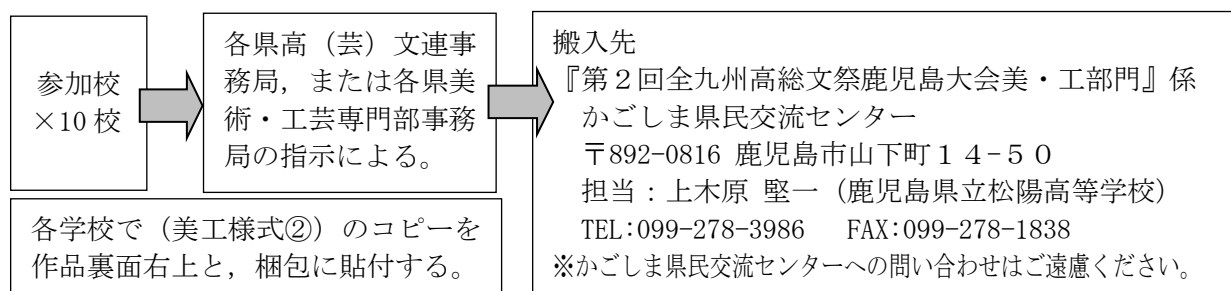 参加校
×10 校
各県高（芸）文連事
務局，または各県美
術・工芸専門部事務
局の指示による。
搬入先
『第２回全九州高総文祭鹿児島大会美・工部門』係
かごしま県民交流センター
〒892-0816 鹿児島市山下町１４-５０
担当：上木原 堅一（鹿児島県立松陽高等学校）
TEL:099-278-3986 FAX:099-278-1838
※かごしま県民交流センターへの問い合わせはご遠慮ください。
各学校で（美工様式②）のコピーを
作品裏面右上と，梱包に貼付する。